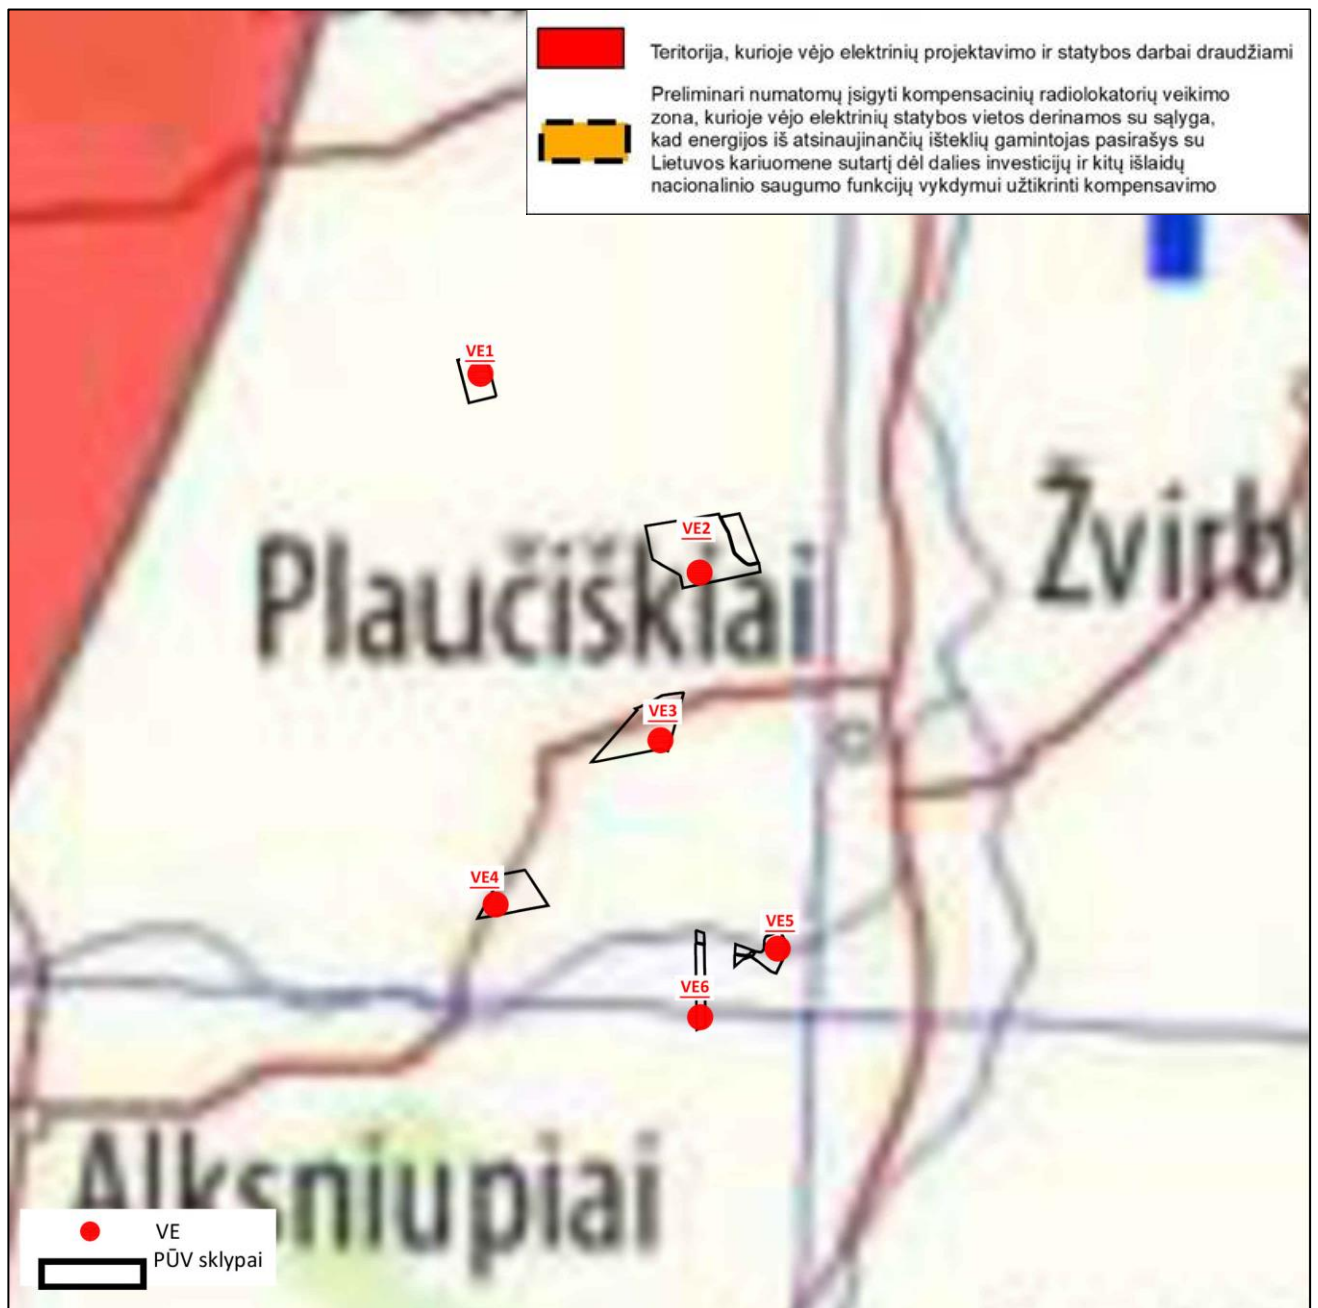 Teritorija, kurioje vėjo elektrinių projektavimo ir statybos darbai draudžiami
Preliminari numatomų įsigyti kompensacinių radiolokatorių veikimo
zona, kurioje vėjo elektrinių statybos vietos derinamos su sąlyga,
kad energijos iš atsinaujinančių išteklių gamintojas pasirašys su
Lietuvos kariuomene sutartį dėl dalies investicijų ir kitų išlaidų
nacionalinio saugumo funkcijų vykdymui užtikrinti kompensavimo
VE1
Žvirb
VE2
Plaučiškiai
VE3
VE4
VE5
VE6
Alksniupiai
VE
PŪV sklypai